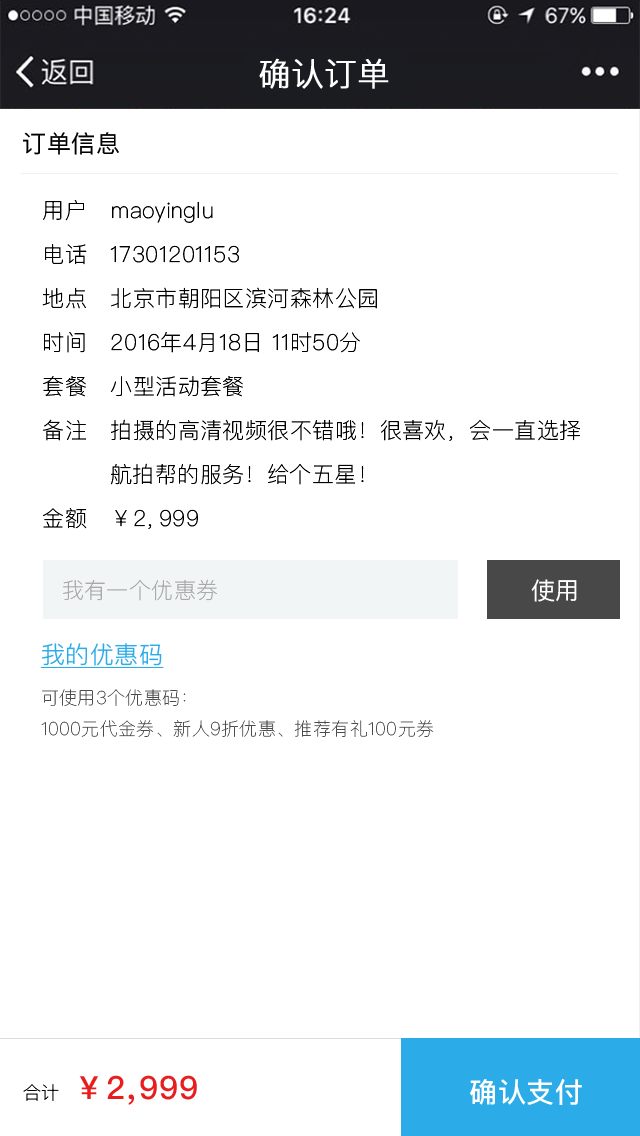 中国移动 16:24 67%
返回 确认订单
订单信息
用户 maoyinglu
电话 17301201153
地点 北京市朝阳区滨河森林公园
时间 2016年4月18日 11时50分
套餐 小型活动套餐
备注 拍摄的高清视频很不错哦！很喜欢，会一直选择
航拍帮的服务！给个五星！
金额 ￥2,999
我有一个优惠券 使用
我的优惠码
可使用3个优惠码：
1000元代金券、新人9折优惠、推荐有礼100元券
合计 ￥2,999 确认支付